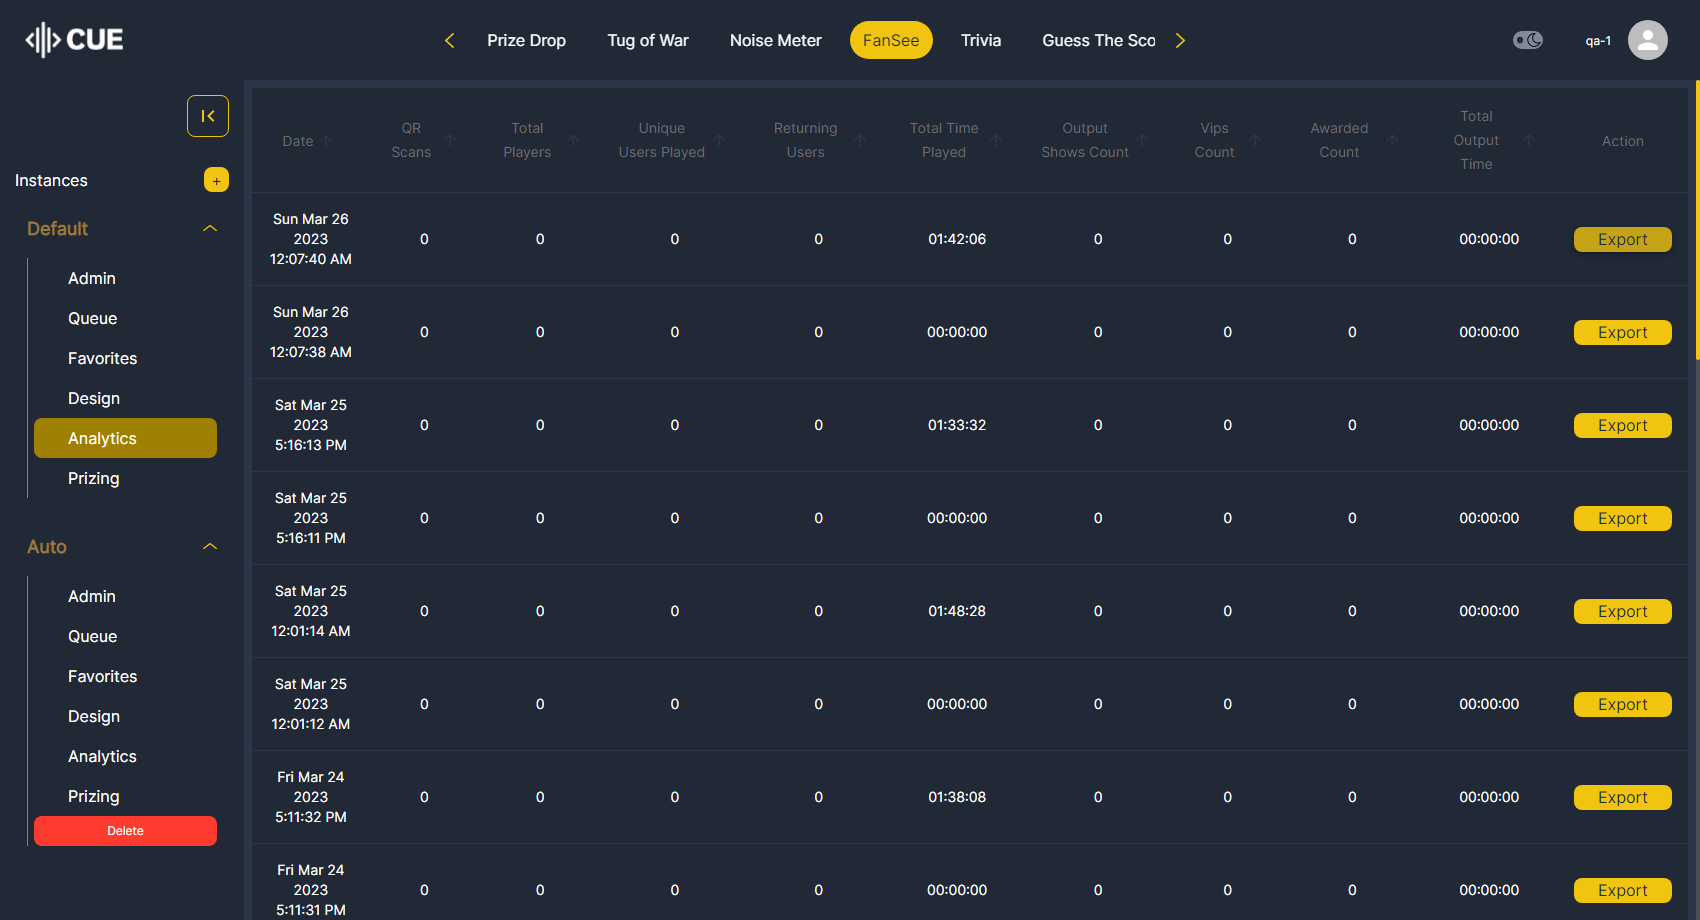 CUE
Prize Drop Tug of War Noise Meter FanSee Trivia Guess The Sco
qa-1
Instances
+
Default
Admin
Queue
Favorites
Design
Analytics
Prizing
Auto
Admin
Queue
Favorites
Design
Analytics
Prizing
Delete
Date
QR
Scans
Total
Players
Unique
Users Played
Returning
Users
Total Time
Played
Output
Shows Count
Vips
Count
Awarded
Count
Total
Output
Time
Action
Sun Mar 26
2023
12:07:40 AM
0 0 0 0 01:42:06 0 0 0 00:00:00 Export
Sun Mar 26
2023
12:07:38 AM
0 0 0 0 00:00:00 0 0 0 00:00:00 Export
Sat Mar 25
2023
5:16:13 PM
0 0 0 0 01:33:32 0 0 0 00:00:00 Export
Sat Mar 25
2023
5:16:11 PM
0 0 0 0 00:00:00 0 0 0 00:00:00 Export
Sat Mar 25
2023
12:01:14 AM
0 0 0 0 01:48:28 0 0 0 00:00:00 Export
Sat Mar 25
2023
12:01:12 AM
0 0 0 0 00:00:00 0 0 0 00:00:00 Export
Fri Mar 24
2023
5:11:32 PM
0 0 0 0 01:38:08 0 0 0 00:00:00 Export
Fri Mar 24
2023
5:11:31 PM
0 0 0 0 00:00:00 0 0 0 00:00:00 Export